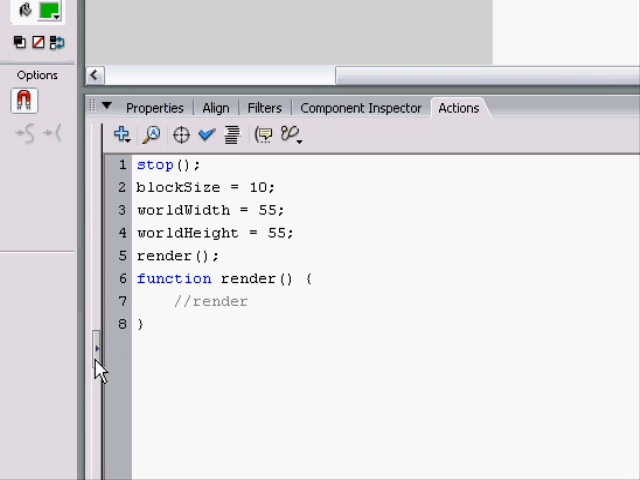 Options
Properties Align Filters Component Inspector Actions
1 stop();
2 blockSize = 10;
3 worldWidth = 55;
4 worldHeight = 55;
5 render();
6 function render() {
7 //render
8 }